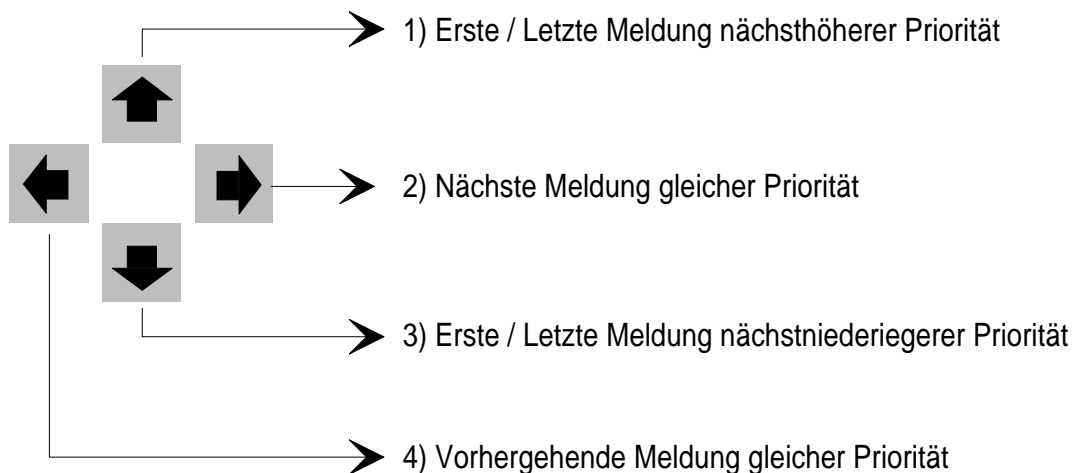 1) Erste / Letzte Meldung nächsthöherer Priorität
2) Nächste Meldung gleicher Priorität
3) Erste / Letzte Meldung nächstniederiegerer Priorität
4) Vorhergehende Meldung gleicher Priorität